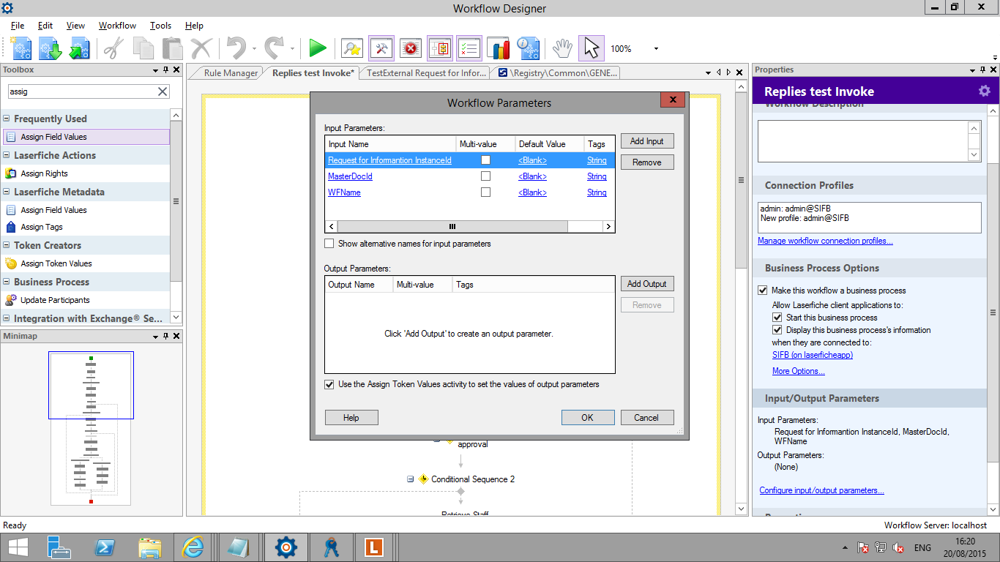 Workflow Designer
File Edit View Workflow Tools Help
100%
Toolbox
assig
Frequently Used
Assign Field Values
Laserfiche Actions
Assign Rights
Laserfiche Metadata
Assign Field Values
Assign Tags
Token Creators
Assign Token Values
Business Process
Update Participants
Integration with Exchange® Se...
Minimap
Rule Manager
Replies test Invoke*
TestExternal Request for Infor...
\Registry\Common\GENE...
Workflow Parameters
Input Parameters:
Input Name Multi-value Default Value Tags
Request for Informantion InstanceId <Blank> String
MasterDocId <Blank> String
WFName <Blank> String
Add Input
Remove
Show alternative names for input parameters
Output Parameters:
Output Name Multi-value Tags
Click 'Add Output' to create an output parameter.
Add Output
Remove
Use the Assign Token Values activity to set the values of output parameters
Help OK Cancel
approval
Conditional Sequence 2
Retrieve Staff
Properties
Replies test Invoke
Workflow Description
Connection Profiles
admin: admin@SIFB
New profile: admin@SIFB
Manage workflow connection profiles...
Business Process Options
Make this workflow a business process
Allow Laserfiche client applications to:
Start this business process
Display this business process's information
when they are connected to:
SIFB (on laserficheapp)
More Options...
Input/Output Parameters
Input Parameters:
Request for Informantion InstanceId, MasterDocId,
WFName
Output Parameters:
(None)
Configure input/output parameters...
Ready
Workflow Server: localhost
ENG
16:20
20/08/2015